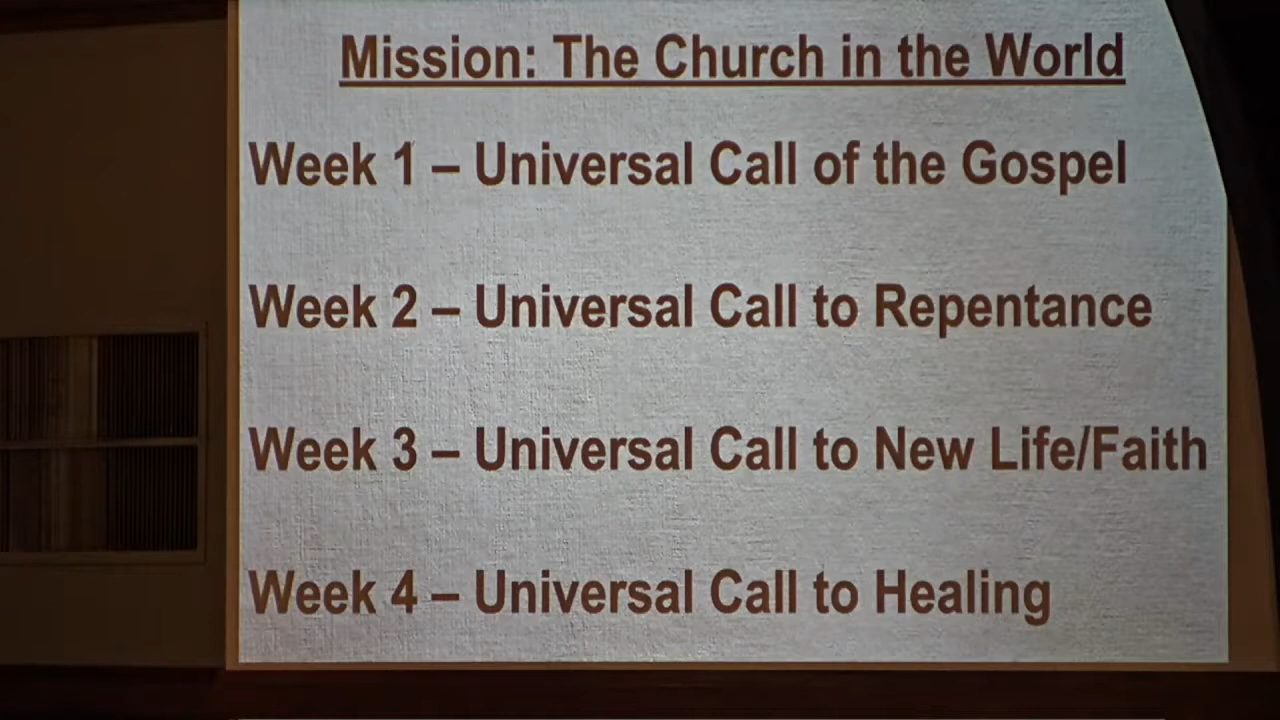 Mission: The Church in the World
Week 1 – Universal Call of the Gospel
Week 2 – Universal Call to Repentance
Week 3 – Universal Call to New Life/Faith
Week 4 – Universal Call to Healing